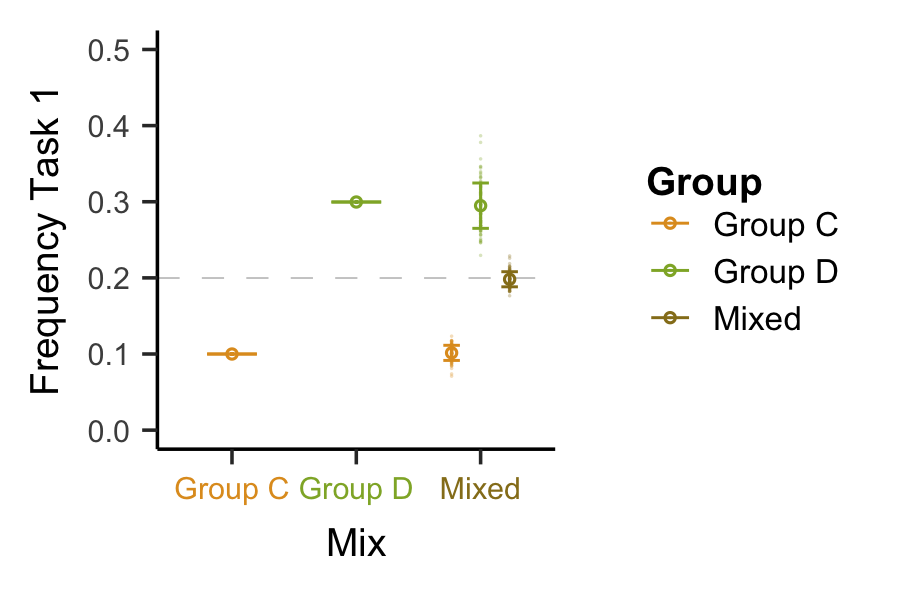 Frequency Task 1
0.5
0.4
0.3
0.2
0.1
0.0
Group C Group D Mixed
Mix
Group
Group C
Group D
Mixed